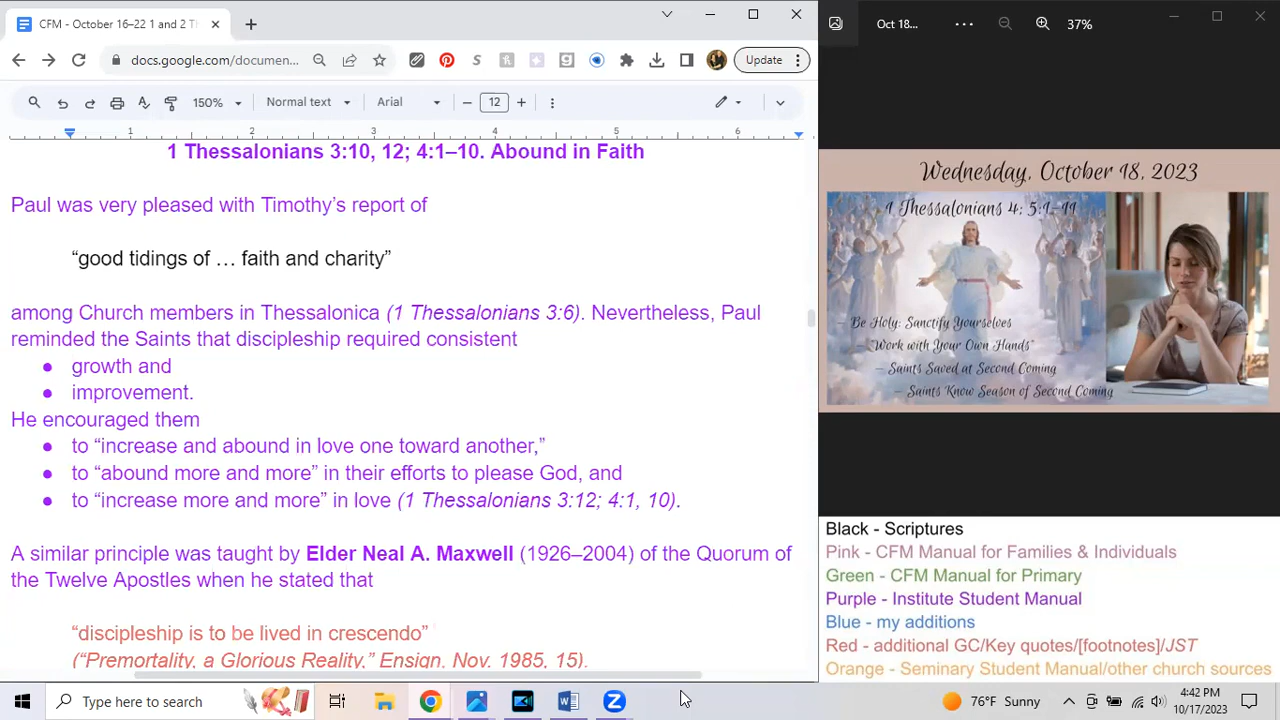 CFM - October 16–22 1 and 2 Th
Oct 18...
37%
docs.google.com/documen...
Update
150%
Normal text
Arial
12
1
2
3
4
5
6
1 Thessalonians 3:10, 12; 4:1–10. Abound in Faith
Paul was very pleased with Timothy’s report of
“good tidings of … faith and charity”
among Church members in Thessalonica (1 Thessalonians 3:6). Nevertheless, Paul
reminded the Saints that discipleship required consistent
● growth and
● improvement.
He encouraged them
● to “increase and abound in love one toward another,”
● to “abound more and more” in their efforts to please God, and
● to “increase more and more” in love (1 Thessalonians 3:12; 4:1, 10).
A similar principle was taught by Elder Neal A. Maxwell (1926–2004) of the Quorum of
the Twelve Apostles when he stated that
“discipleship is to be lived in crescendo”
(“Premortality, a Glorious Reality,” Ensign, Nov. 1985, 15).
Wednesday, October 18, 2023
1 Thessalonians 4; 5:1-11
– Be Holy: Sanctify Yourselves
– "Work with Your Own Hands"
– Saints Saved at Second Coming
– Saints Know Season of Second Coming
Black - Scriptures
Pink - CFM Manual for Families & Individuals
Green - CFM Manual for Primary
Purple - Institute Student Manual
Blue - my additions
Red - additional GC/Key quotes/[footnotes]/JST
Orange - Seminary Student Manual/other church sources
Type here to search
76°F Sunny
4:42 PM
10/17/2023